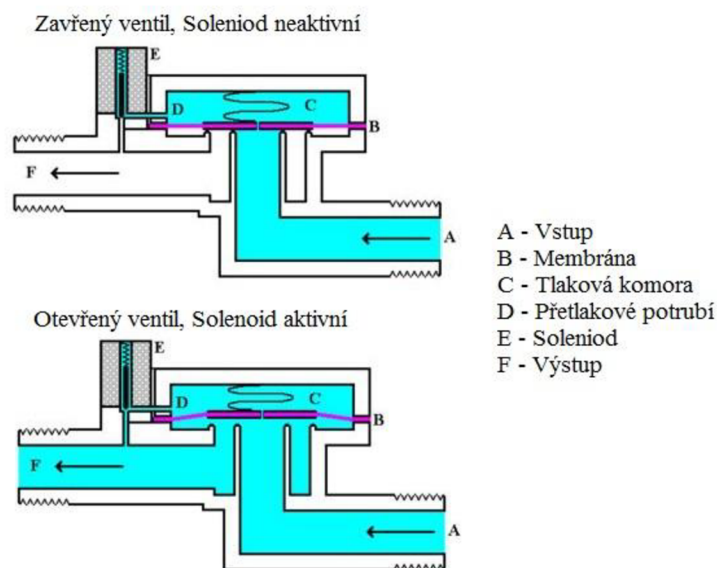 Zavřený ventil, Soleniod neaktivní
E
D
C
B
F
A
Otevřený ventil, Solenoid aktivní
E
D
C
B
F
A
A - Vstup
B - Membrána
C - Tlaková komora
D - Přetlakové potrubí
E - Soleniod
F - Výstup